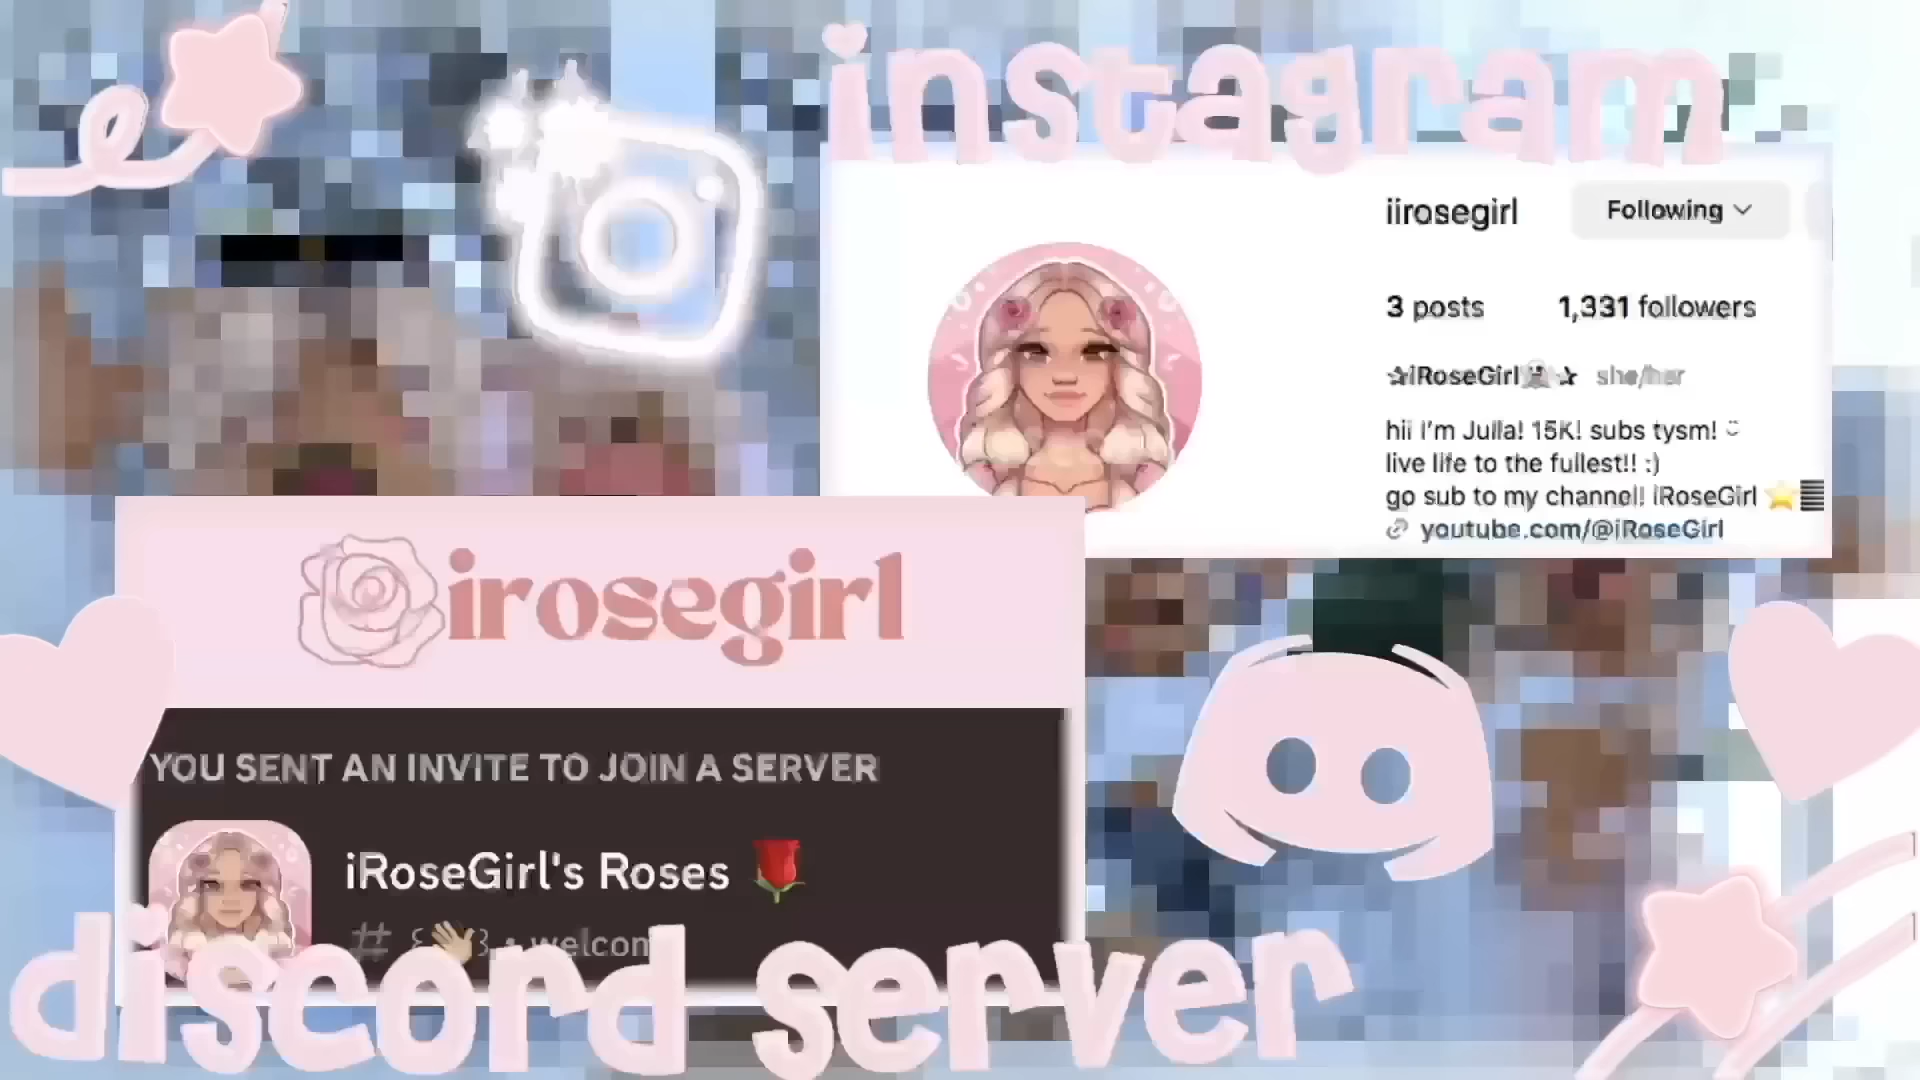 instagram
iirosegirl Following
3 posts 1,331 followers
☆iRoseGirl she/her
hii I'm Julia! 15K! subs tysm!
live life to the fullest!! :)
go sub to my channel! iRoseGirl ⭐
youtube.com/@iRoseGirl
irosegirl
YOU SENT AN INVITE TO JOIN A SERVER
iRoseGirl's Roses 🌹
# 👋 • welcom
discord server